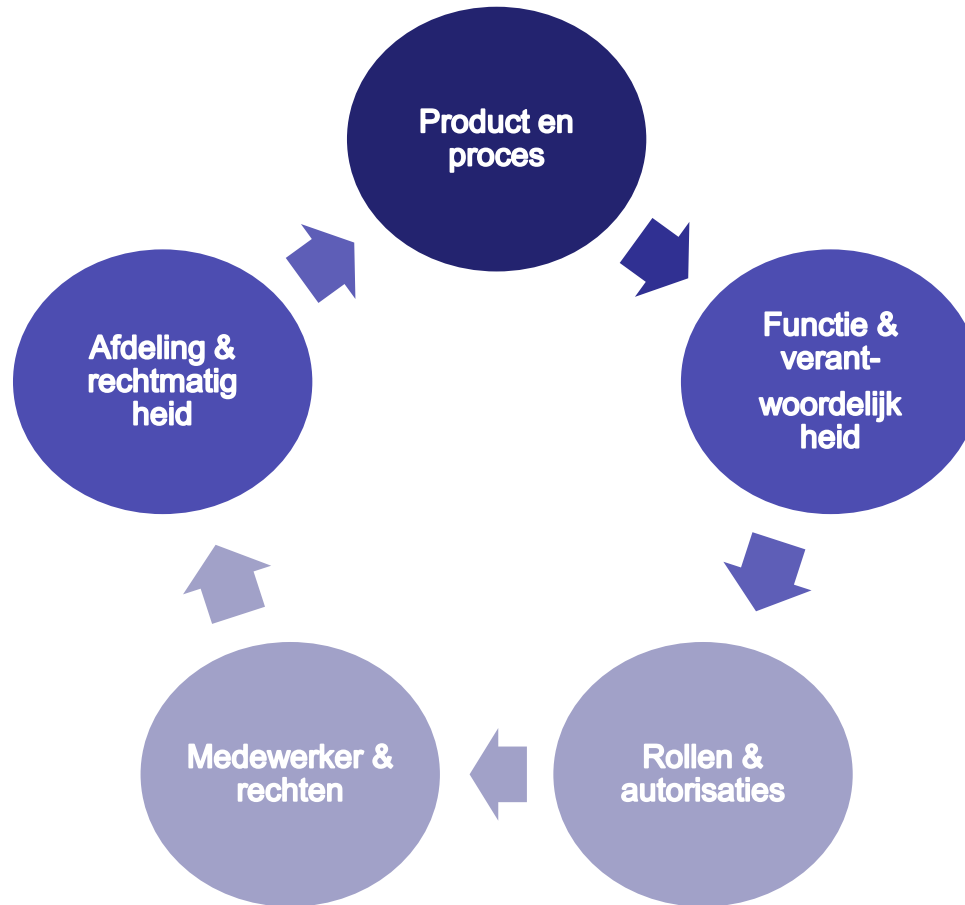 Product en
proces
Functie &
verant-
woordelijk
heid
Rollen &
autorisaties
Medewerker &
rechten
Afdeling &
rechtmatig
heid